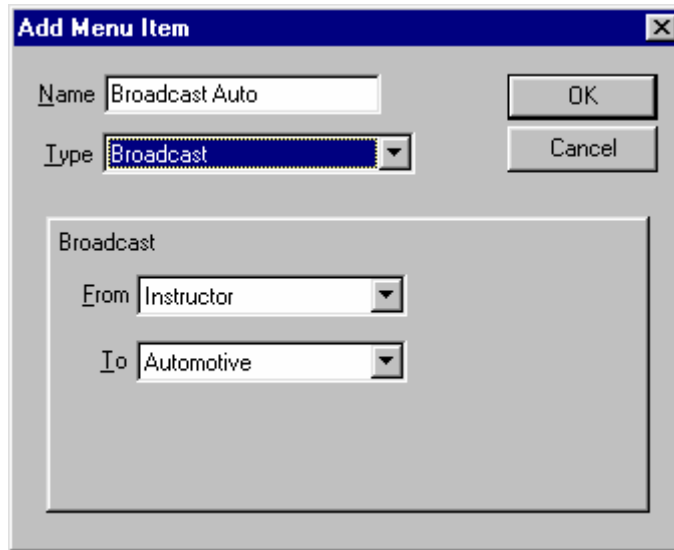 Add Menu Item
Name Broadcast Auto OK
Type Broadcast Cancel
Broadcast
From Instructor
To Automotive